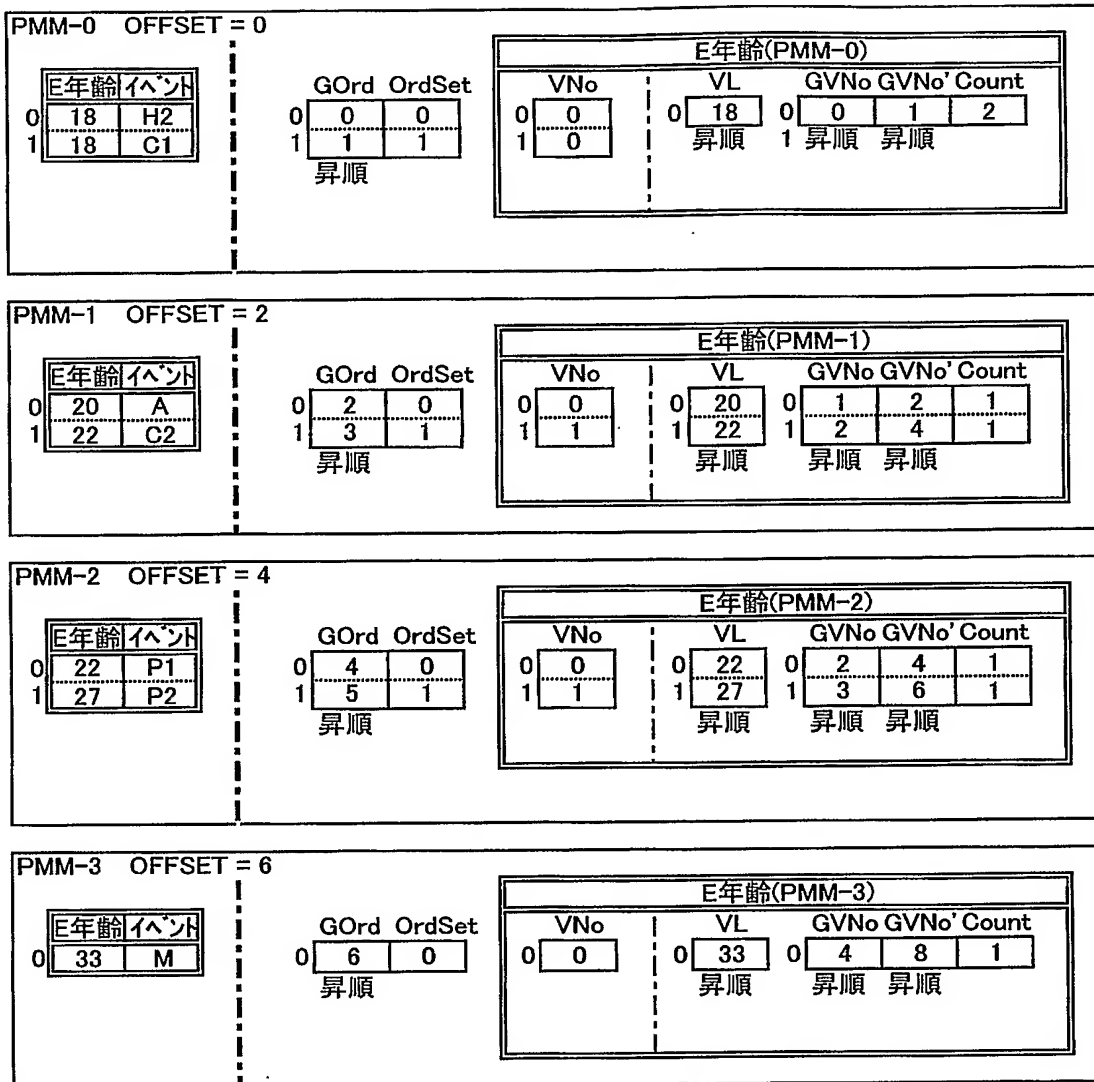 PMM-0 OFFSET = 0
E年齢(PMM-0)
E年齢 イベント GOrd OrdSet VNo VL GVNo GVNo' Count
0 18 H2 0 0 0 0 0 0 18 0 0 1 2
1 18 C1 1 1 1 1 0 昇順 1 昇順 昇順
昇順
PMM-1 OFFSET = 2
E年齢(PMM-1)
E年齢 イベント GOrd OrdSet VNo VL GVNo GVNo' Count
0 20 A 0 2 0 0 0 0 20 0 1 2 1
1 22 C2 1 3 1 1 1 1 22 1 2 4 1
昇順 昇順 昇順 昇順
PMM-2 OFFSET = 4
E年齢(PMM-2)
E年齢 イベント GOrd OrdSet VNo VL GVNo GVNo' Count
0 22 P1 0 4 0 0 0 0 22 0 2 4 1
1 27 P2 1 5 1 1 1 1 27 1 3 6 1
昇順 昇順 昇順 昇順
PMM-3 OFFSET = 6
E年齢(PMM-3)
E年齢 イベント GOrd OrdSet VNo VL GVNo GVNo' Count
0 33 M 0 6 0 0 0 0 33 0 4 8 1
昇順 昇順 昇順 昇順